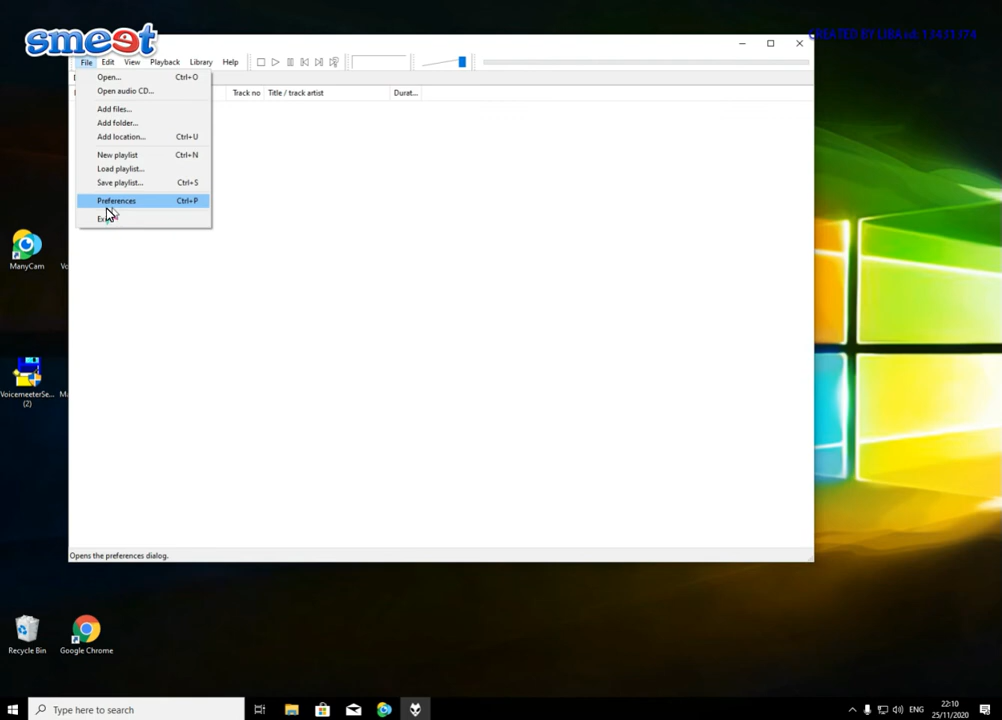 smeet
CREATED BY LIBA
File Edit View Playback Library Help
Track no Title / track artist Durat...
Open... Ctrl+O
Open audio CD...
Add files...
Add folder...
Add location... Ctrl+U
New playlist Ctrl+N
Load playlist...
Save playlist... Ctrl+S
Preferences Ctrl+P
ManyCam
VoicemeeterSe...
(2)
Opens the preferences dialog.
Recycle Bin
Google Chrome
Type here to search
ENG
22:10
25/11/2020